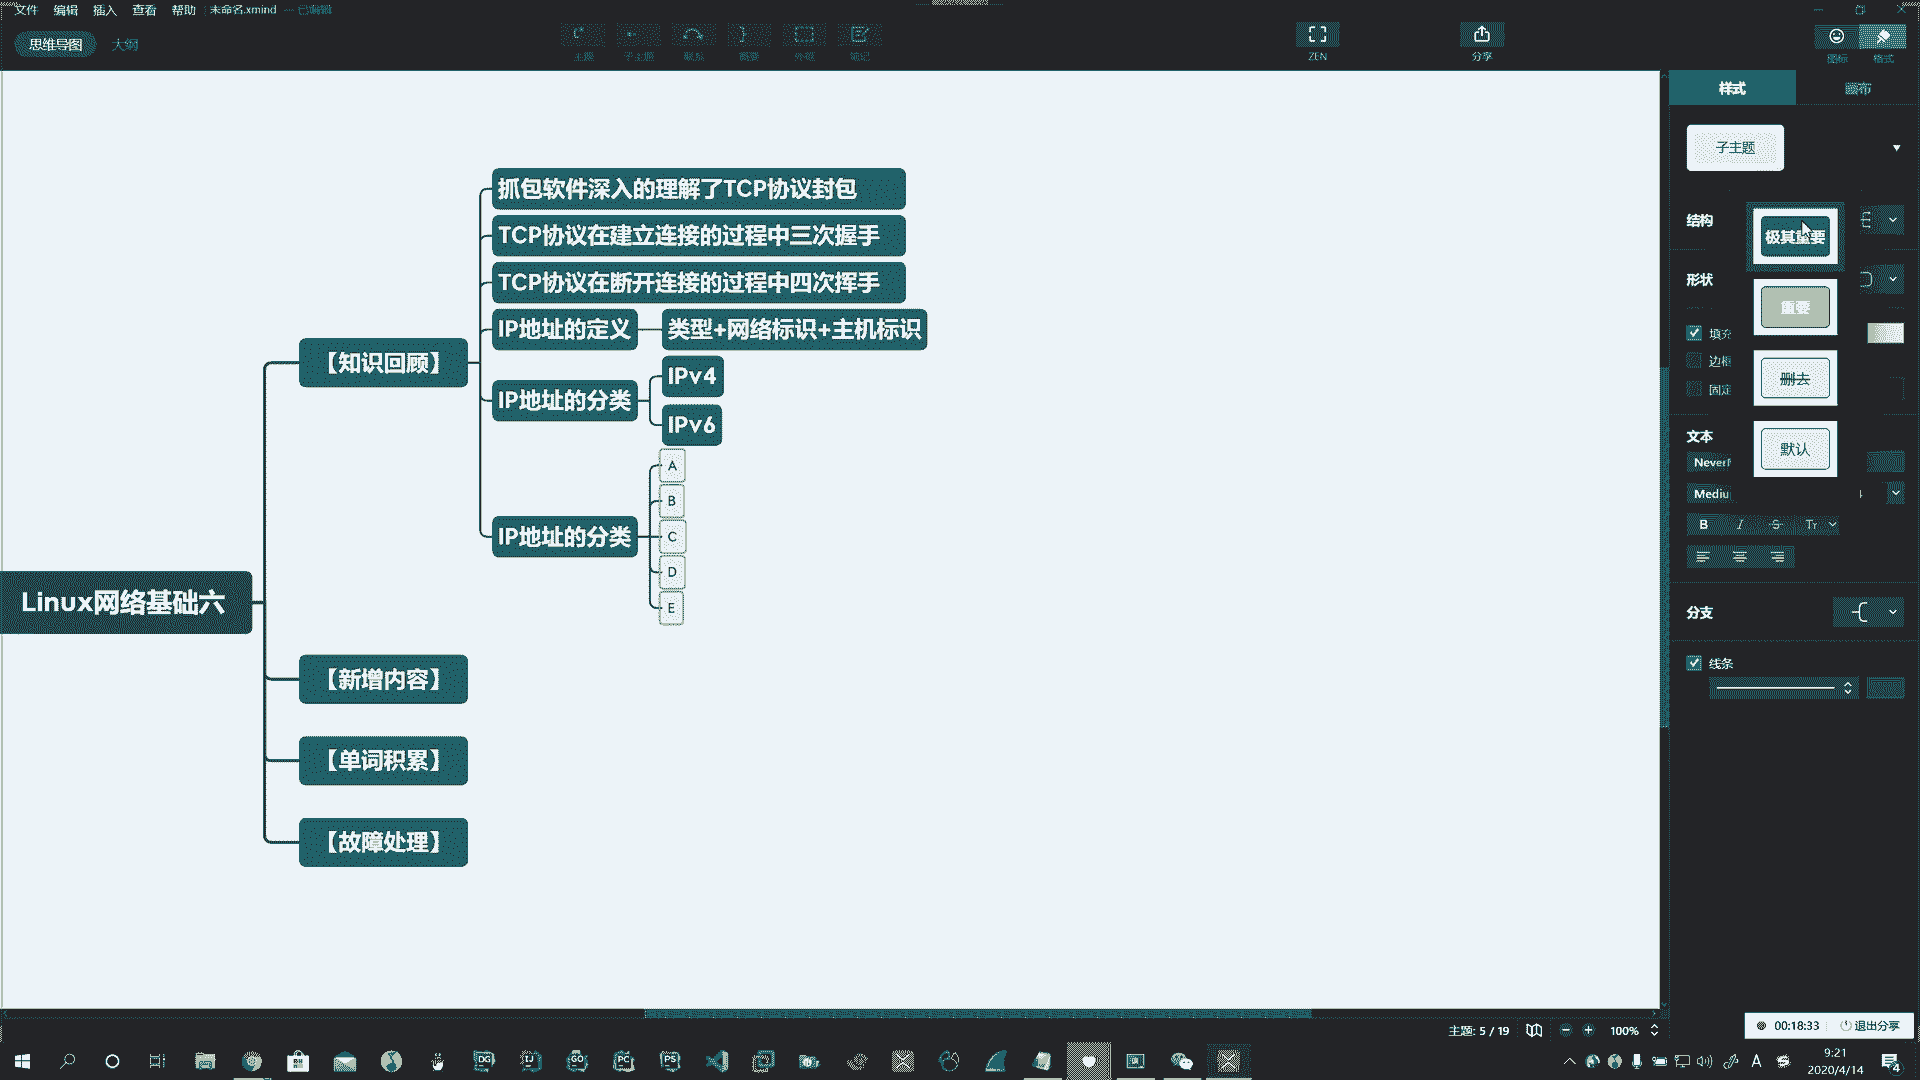 文件 编辑 插入 查看 帮助 未命名.xmind — 已编辑
思维导图 大纲
主题 子主题 联系 概要 外框 笔记
ZEN 分享
图标 格式
样式 画布
子主题
结构
极其重要
形状
重要
填充
边框
删去
固定
文本
默认
Mediu
B I S Tr
分支
线条
抓包软件深入的理解了TCP协议封包
TCP协议在建立连接的过程中三次握手
TCP协议在断开连接的过程中四次挥手
IP地址的定义 类型+网络标识+主机标识
【知识回顾】
IP地址的分类
IPv4
IPv6
IP地址的分类
A
B
C
D
E
Linux网络基础六
【新增内容】
【单词积累】
【故障处理】
主题: 5 / 19 100%
00:18:33 退出分享
DG IJ GO PC PS
A
9:21
2020/4/14
4